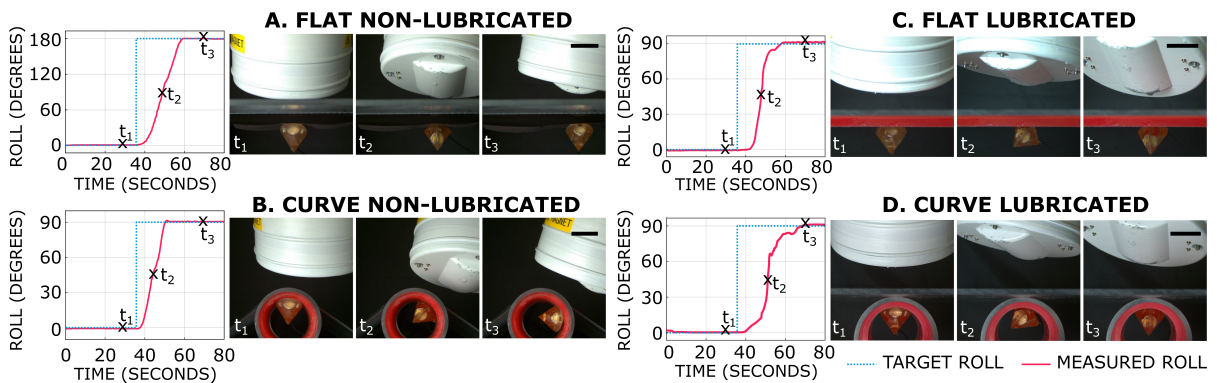 A. FLAT NON-LUBRICATED
ROLL (DEGREES)
180
120
60
0
t1
t2
t3
0 20 40 60 80
TIME (SECONDS)
t1
t2
t3
B. CURVE NON-LUBRICATED
ROLL (DEGREES)
90
60
30
0
t1
t2
t3
0 20 40 60 80
TIME (SECONDS)
t1
t2
t3
C. FLAT LUBRICATED
ROLL (DEGREES)
90
60
30
0
t1
t2
t3
0 20 40 60 80
TIME (SECONDS)
t1
t2
t3
D. CURVE LUBRICATED
ROLL (DEGREES)
90
60
30
0
t1
t2
t3
0 20 40 60 80
TIME (SECONDS)
t1
t2
t3
TARGET ROLL MEASURED ROLL